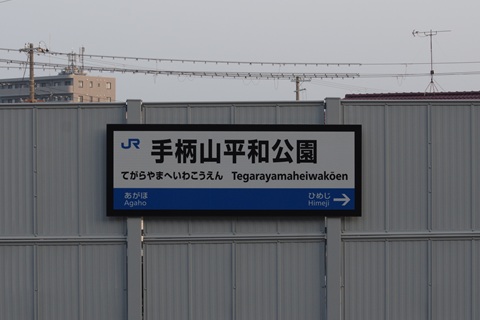 JR 手柄山平和公園
てがらやまへいわこうえん Tegarayamaheiwakōen
あがほ ひめじ
Agaho Himeji →